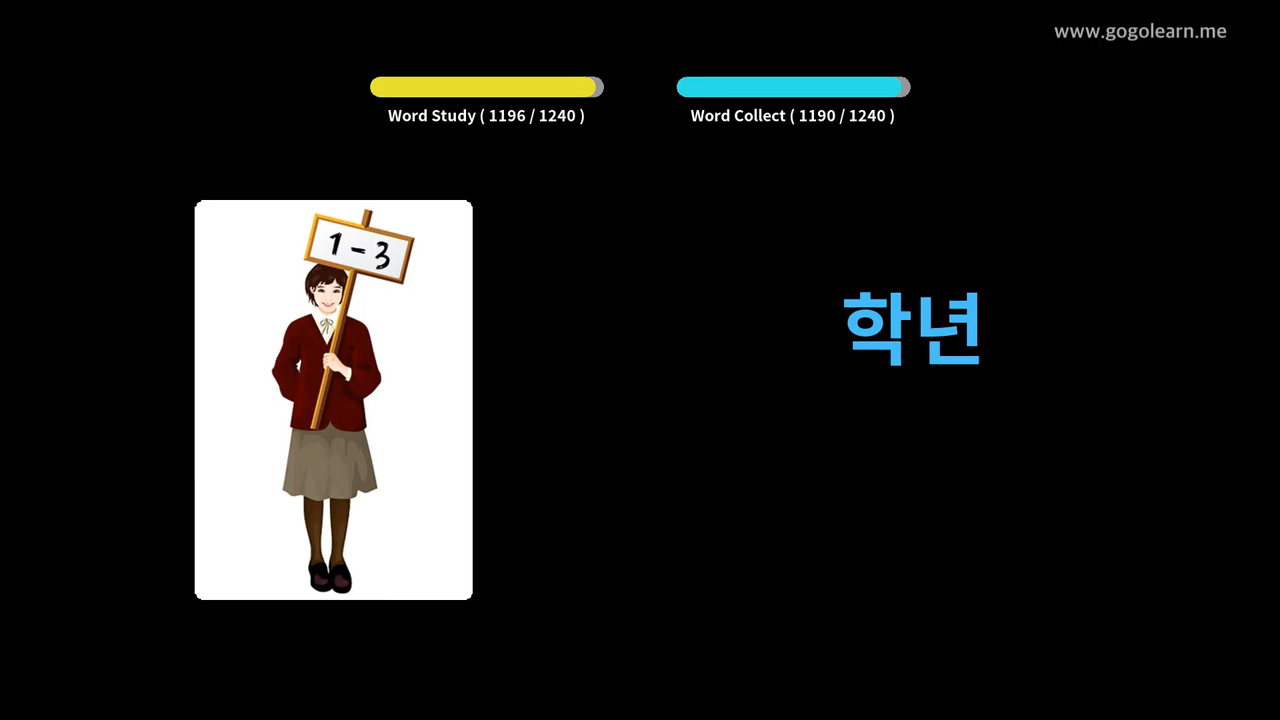 www.gogolearn.me
Word Study ( 1196 / 1240 )
Word Collect ( 1190 / 1240 )
1 - 3
학년